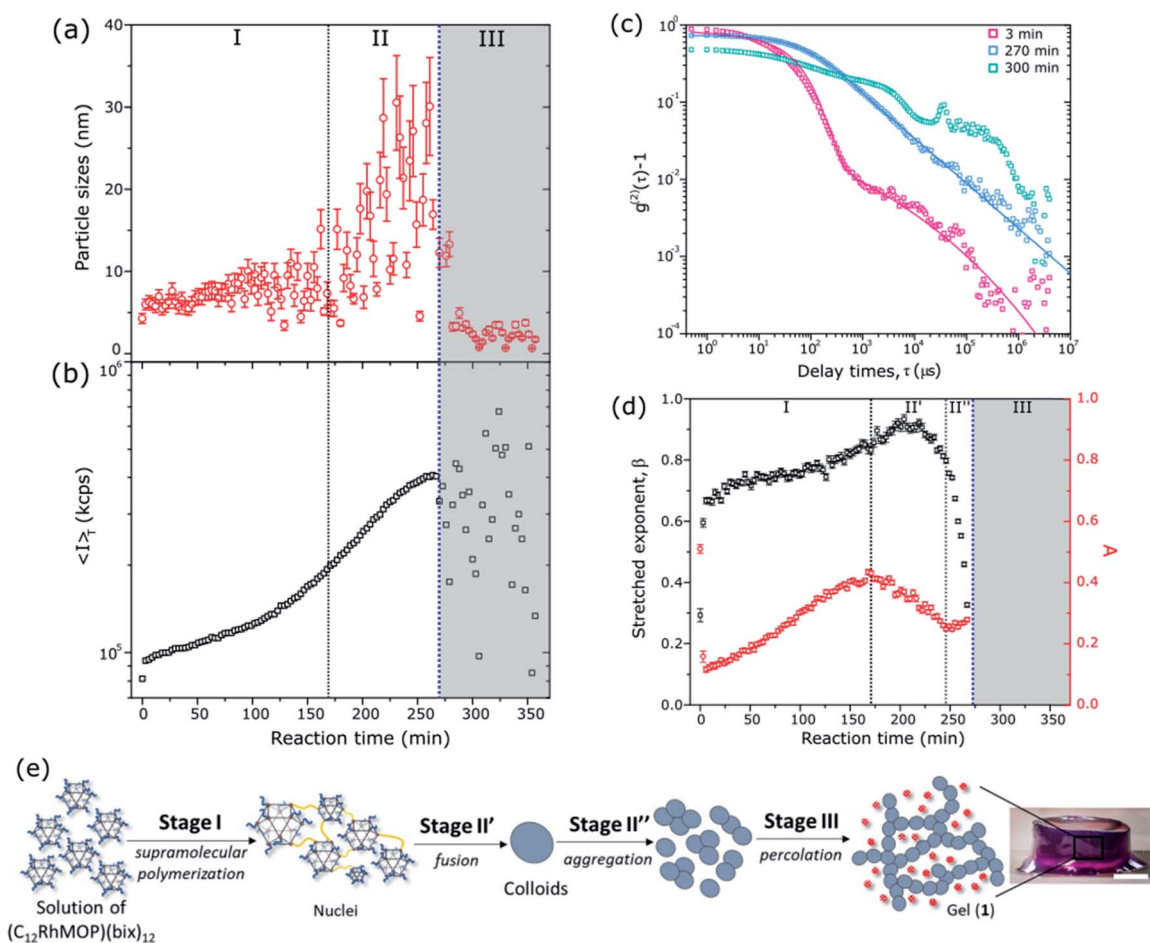 (a)
I
II
III
Particle sizes (nm)
40
30
20
10
0
(b)
<I>T (kcps)
10^6
10^5
0
50
100
150
200
250
300
350
Reaction time (min)
(c)
3 min
270 min
300 min
g^(2)(τ)-1
10^0
10^-1
10^-2
10^-3
10^-4
10^0
10^1
10^2
10^3
10^4
10^5
10^6
10^7
Delay times, τ (μs)
(d)
I
II'
II''
III
Stretched exponent, β
1.0
0.8
0.6
0.4
0.2
0.0
1.0
0.8
0.6
0.4
0.2
0.0
A
0
50
100
150
200
250
300
350
Reaction time (min)
(e)
Solution of
(C12RhMOP)(bix)12
Stage I
supramolecular
polymerization
Nuclei
Stage II'
fusion
Colloids
Stage II''
aggregation
Stage III
percolation
Gel (1)